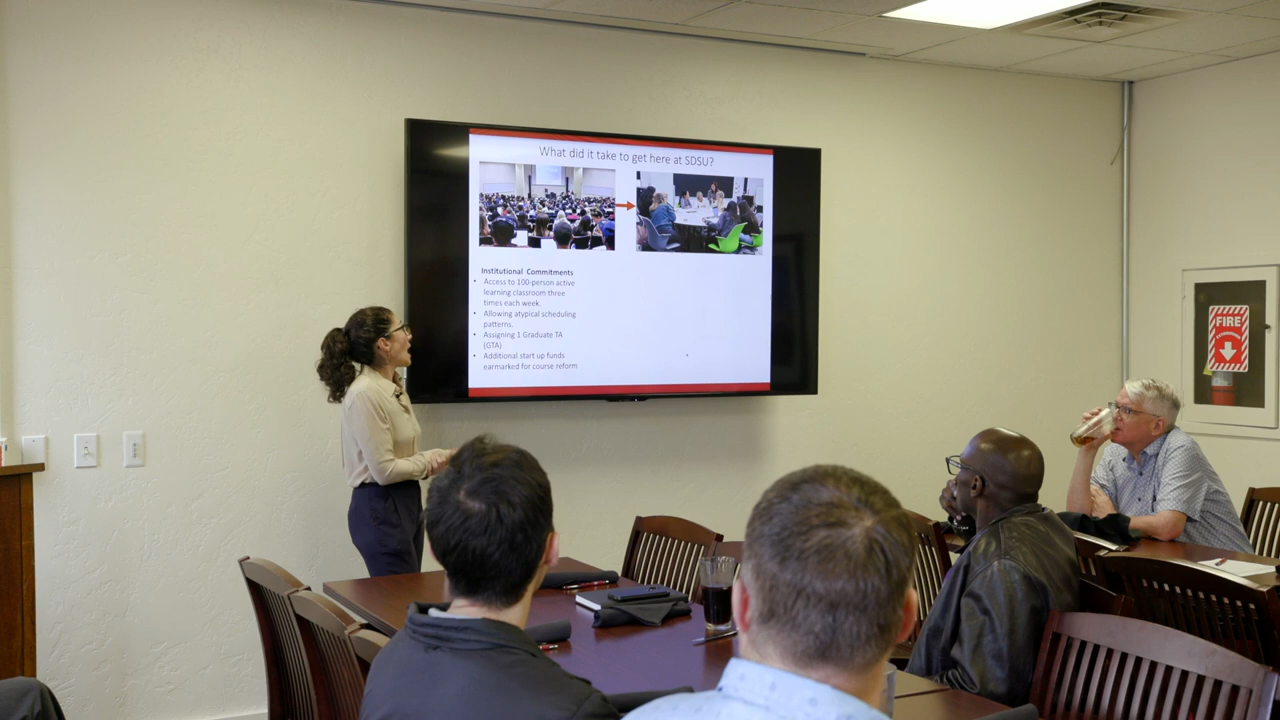 What did it take to get here at SDSU?
Institutional Commitments
• Access to 100-person active
learning classroom three
times each week.
• Allowing atypical scheduling
patterns.
• Assigning 1 Graduate TA
(GTA)
• Additional start up funds
earmarked for course reform
FIRE